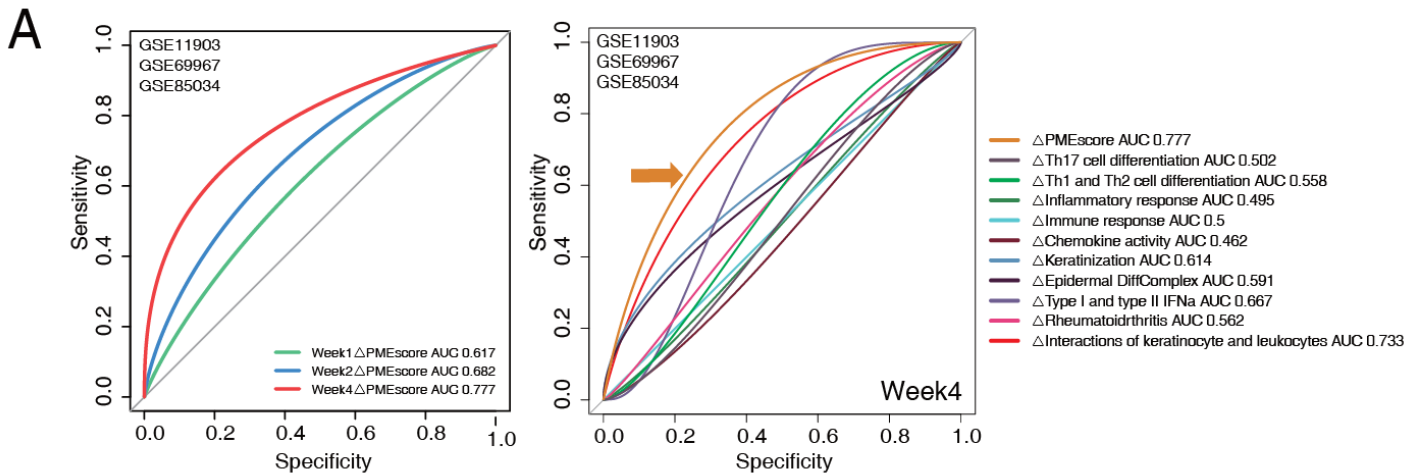 A
GSE11903
GSE69967
GSE85034
Sensitivity
1.0
0.8
0.6
0.4
0.2
0.0
Week1△PMEscore AUC 0.617
Week2△PMEscore AUC 0.682
Week4△PMEscore AUC 0.777
0.0 0.2 0.4 0.6 0.8 1.0
Specificity
GSE11903
GSE69967
GSE85034
Sensitivity
1.0
0.8
0.6
0.4
0.2
0.0
Week4
0.0 0.2 0.4 0.6 0.8 1.0
Specificity
△PMEscore AUC 0.777
△Th17 cell differentiation AUC 0.502
△Th1 and Th2 cell differentiation AUC 0.558
△Inflammatory response AUC 0.495
△Immune response AUC 0.5
△Chemokine activity AUC 0.462
△Keratinization AUC 0.614
△Epidermal DiffComplex AUC 0.591
△Type I and type II IFNa AUC 0.667
△Rheumatoidrthritis AUC 0.562
△Interactions of keratinocyte and leukocytes AUC 0.733